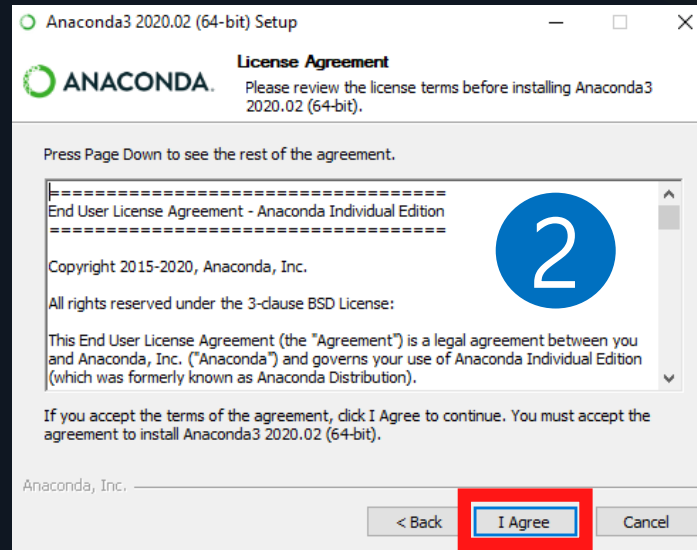 Anaconda3 2020.02 (64-bit) Setup
ANACONDA.
License Agreement
Please review the license terms before installing Anaconda3
2020.02 (64-bit).
Press Page Down to see the rest of the agreement.
====================================
End User License Agreement - Anaconda Individual Edition
====================================
Copyright 2015-2020, Anaconda, Inc.
All rights reserved under the 3-clause BSD License:
This End User License Agreement (the "Agreement") is a legal agreement between you
and Anaconda, Inc. ("Anaconda") and governs your use of Anaconda Individual Edition
(which was formerly known as Anaconda Distribution).
2
If you accept the terms of the agreement, click I Agree to continue. You must accept the
agreement to install Anaconda3 2020.02 (64-bit).
Anaconda, Inc.
< Back
I Agree
Cancel